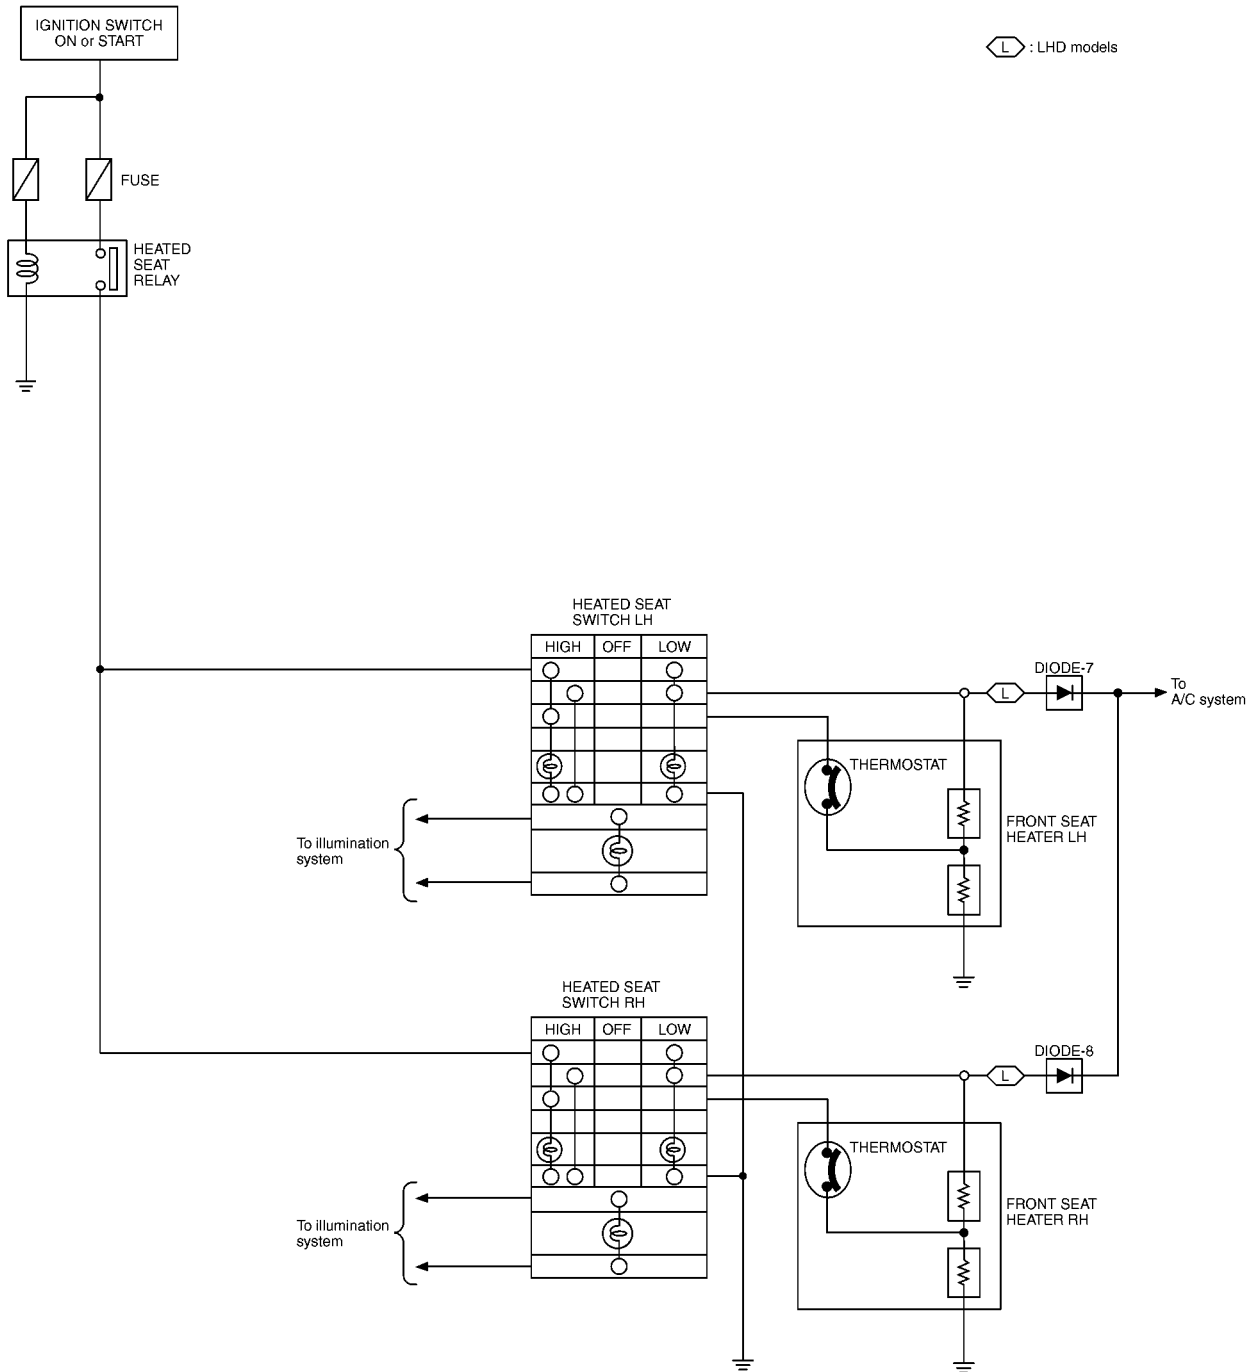 IGNITION SWITCH
ON or START
L : LHD models
FUSE
HEATED
SEAT
RELAY
HEATED SEAT
SWITCH LH
HIGH OFF LOW
DIODE-7
L
To
A/C system
THERMOSTAT
FRONT SEAT
HEATER LH
To illumination
system
HEATED SEAT
SWITCH RH
HIGH OFF LOW
DIODE-8
L
THERMOSTAT
FRONT SEAT
HEATER RH
To illumination
system